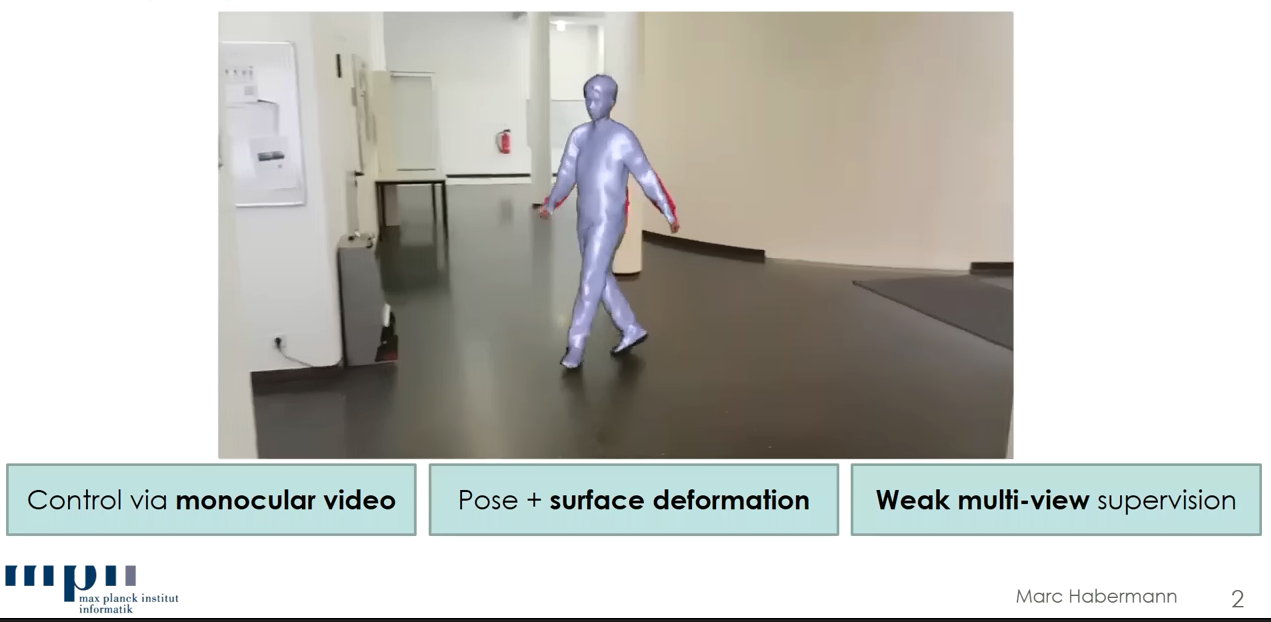 Control via monocular video
Pose + surface deformation
Weak multi-view supervision
max planck institut
informatik
Marc Habermann
2